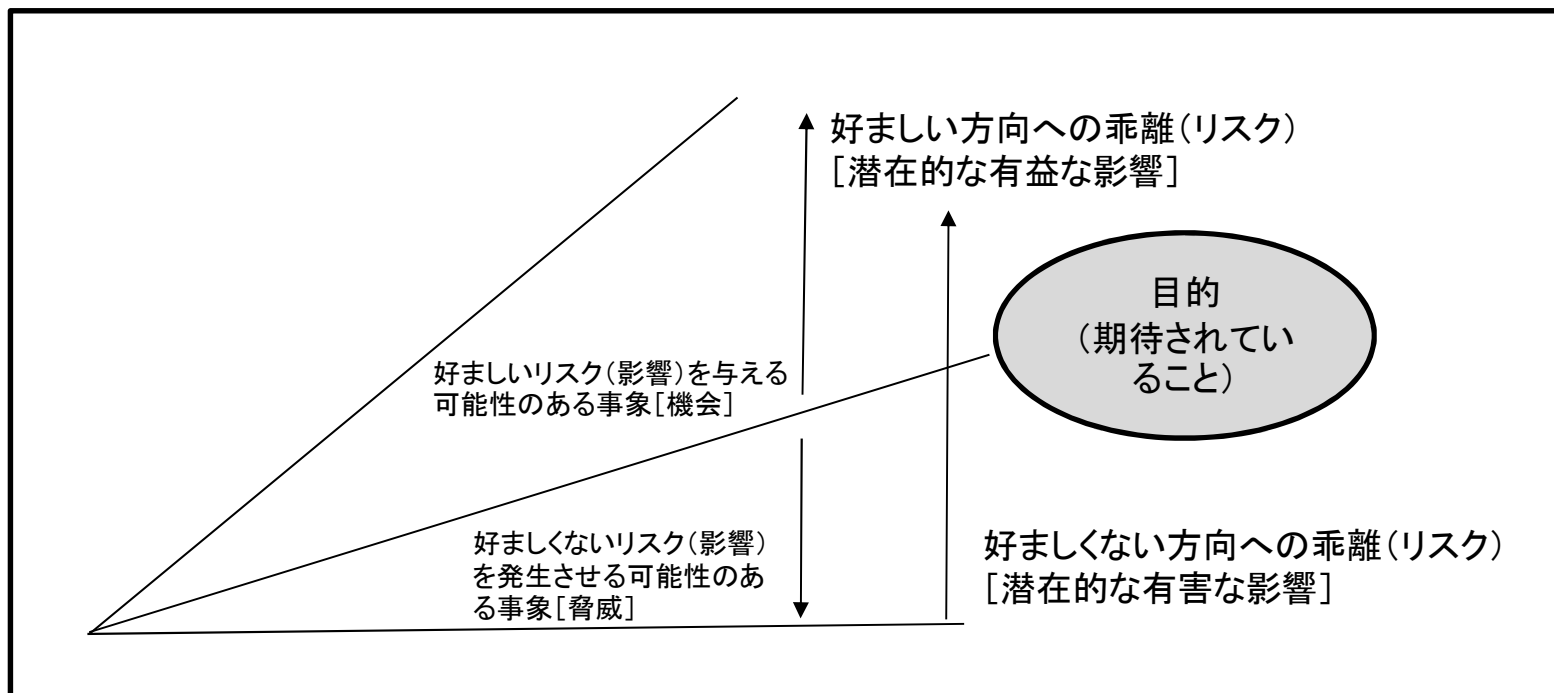 好ましい方向への乖離(リスク)
[潜在的な有益な影響]
目的
(期待されてい
ること)
好ましいリスク(影響)を与える
可能性のある事象[機会]
好ましくないリスク(影響)
を発生させる可能性のあ
る事象[脅威]
好ましくない方向への乖離(リスク)
[潜在的な有害な影響]